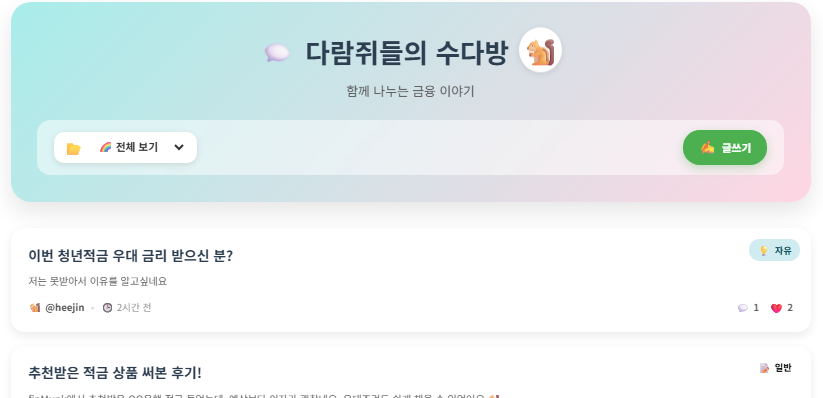 다람쥐들의 수다방
함께 나누는 금융 이야기
전체 보기
글쓰기
이번 청년적금 우대 금리 받으신 분?
자유
저는 못받아서 이유를 알고싶네요
@heejin • 2시간 전
1 2
추천받은 적금 상품 써본 후기!
일반